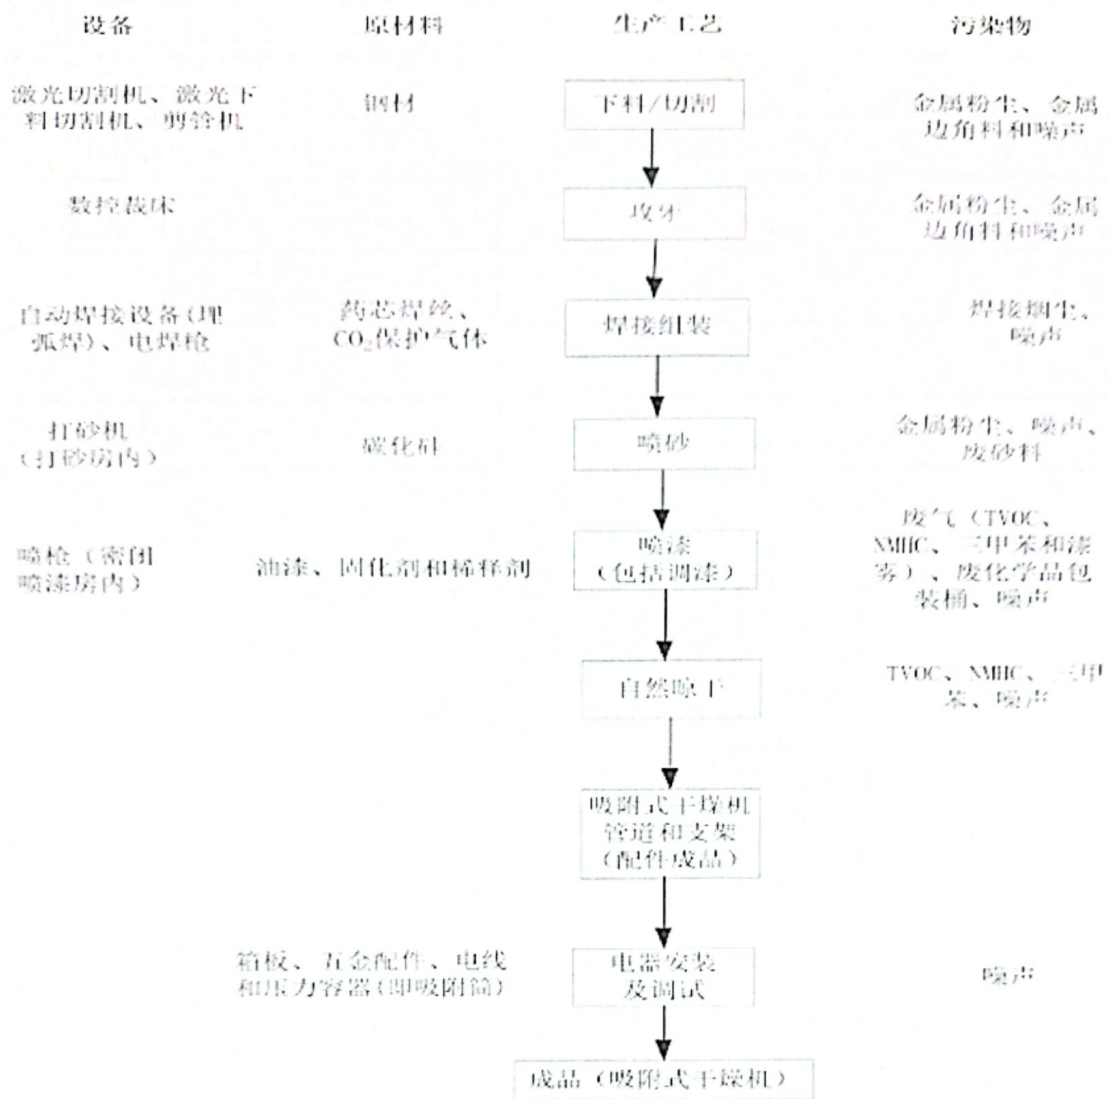 设备 原材料 生产工艺 污染物
激光切割机、激光下
料切割机、剪铃机
钢材
下料/切割
金属粉尘、金属
边角料和噪声
数控裁床
攻牙
金属粉尘、金属
边角料和噪声
自动焊接设备(埋
弧焊)、电焊枪
药芯焊丝、
CO₂保护气体
焊接组装
焊接烟尘、
噪声
打砂机
(打砂房内)
碳化硅
喷砂
金属粉尘、噪声、
废砂料
喷枪(密闭
喷漆房内)
油漆、固化剂和稀释剂
喷漆
(包括调漆)
废气(TVOC、
NMHC、三甲苯和漆
雾)、废化学品包
装桶、噪声
自然晾干
TVOC、NMHC、三甲
苯、噪声
吸附式干燥机
管道和支架
(配件成品)
箱板、五金配件、电线
和压力容器(即吸附筒)
电器安装
及调试
噪声
成品(吸附式干燥机)